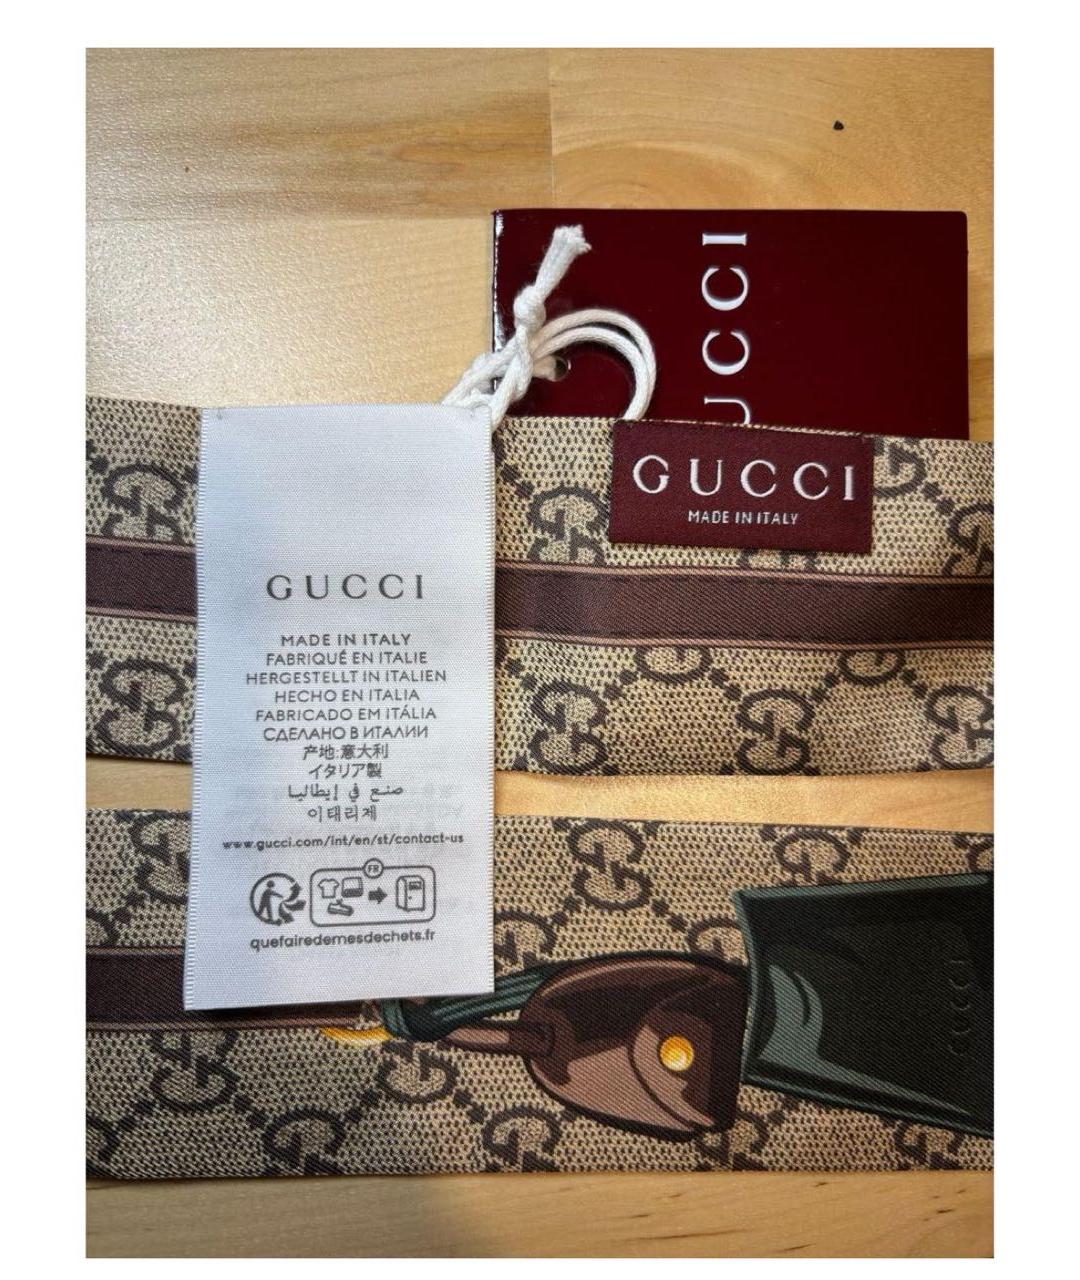 UCCI
GUCCI
MADE IN ITALY
GUCCI
MADE IN ITALY
FABRIQUÉ EN ITALIE
HERGESTELLT IN ITALIEN
HECHO EN ITALIA
FABRICADO EM ITÁLIA
СДЕЛАНО В ИТАЛИИ
产地:意大利
イタリア製
صنع في إيطاليا
이태리제
www.gucci.com/int/en/st/contact-us
FR
quefairedemesdechets.fr
GUCCI